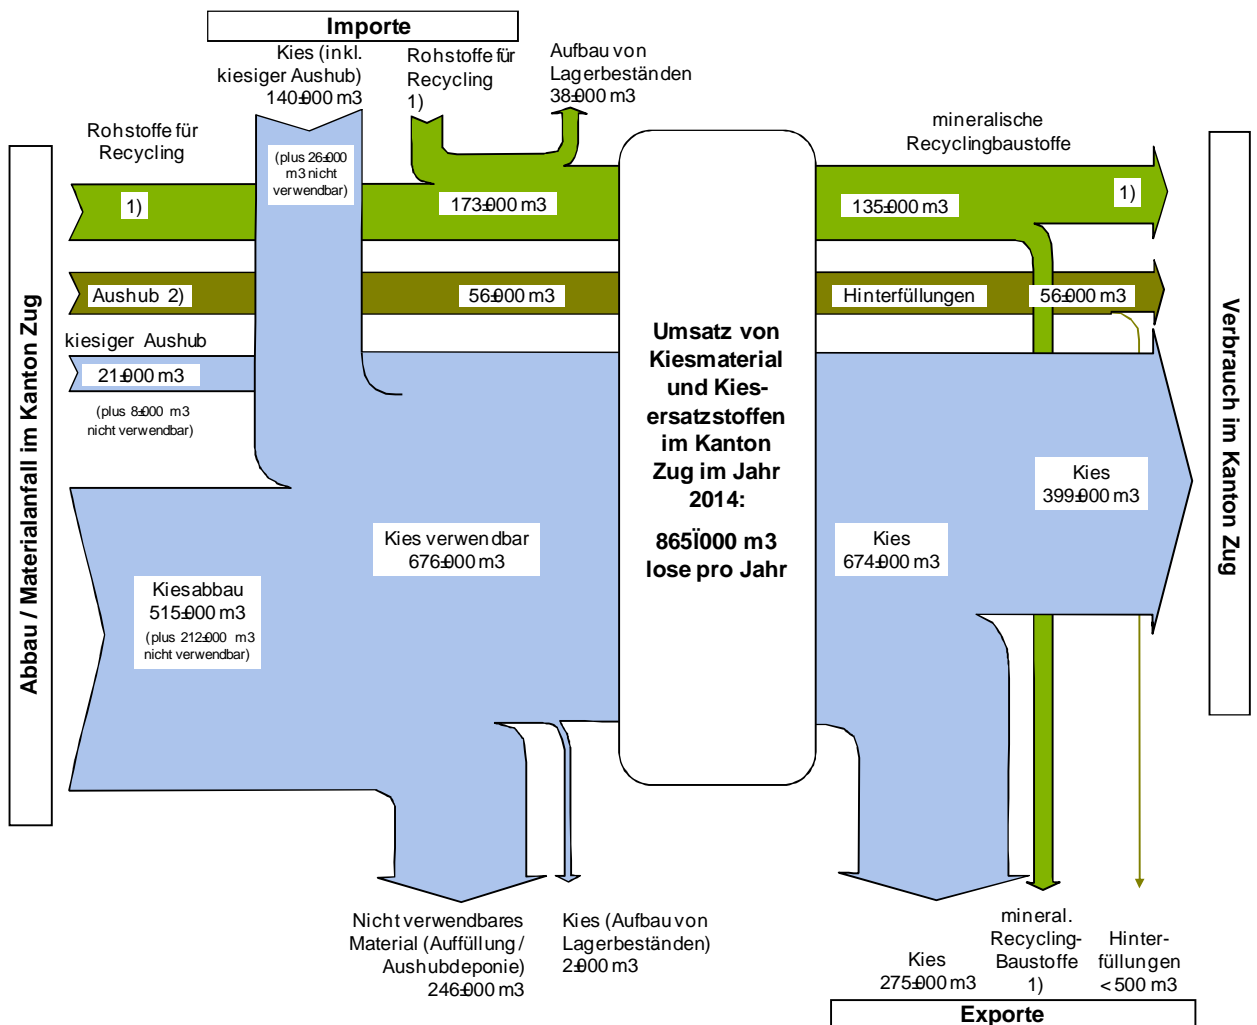 Importe
Kies (inkl.
kiesiger Aushub)
140±000 m3
Rohstoffe für
Recycling
1)
Aufbau von
Lagerbeständen
38±000 m3
Rohstoffe für
Recycling
mineralische
Recyclingbaustoffe
(plus 26±000
m3 nicht
verwendbar)
1)
173±000 m3
135±000 m3
1)
Aushub 2)
56±000 m3
Hinterfüllungen
56±000 m3
kiesiger Aushub
21±000 m3
(plus 8±000 m3
nicht verwendbar)
Abbau / Materialanfall im Kanton Zug
Umsatz von
Kiesmaterial
und Kies-
ersatzstoffen
im Kanton
Zug im Jahr
2014:
865Ï000 m3
lose pro Jahr
Verbrauch im Kanton Zug
Kies
399±000 m3
Kies verwendbar
676±000 m3
Kies
674±000 m3
Kiesabbau
515±000 m3
(plus 212±000 m3
nicht verwendbar)
Nicht verwendbares
Material (Auffüllung /
Aushubdeponie)
246±000 m3
Kies (Aufbau von
Lagerbeständen)
2±000 m3
Kies
275±000 m3
mineral.
Recycling-
Baustoffe
1)
Hinter-
füllungen
< 500 m3
Exporte